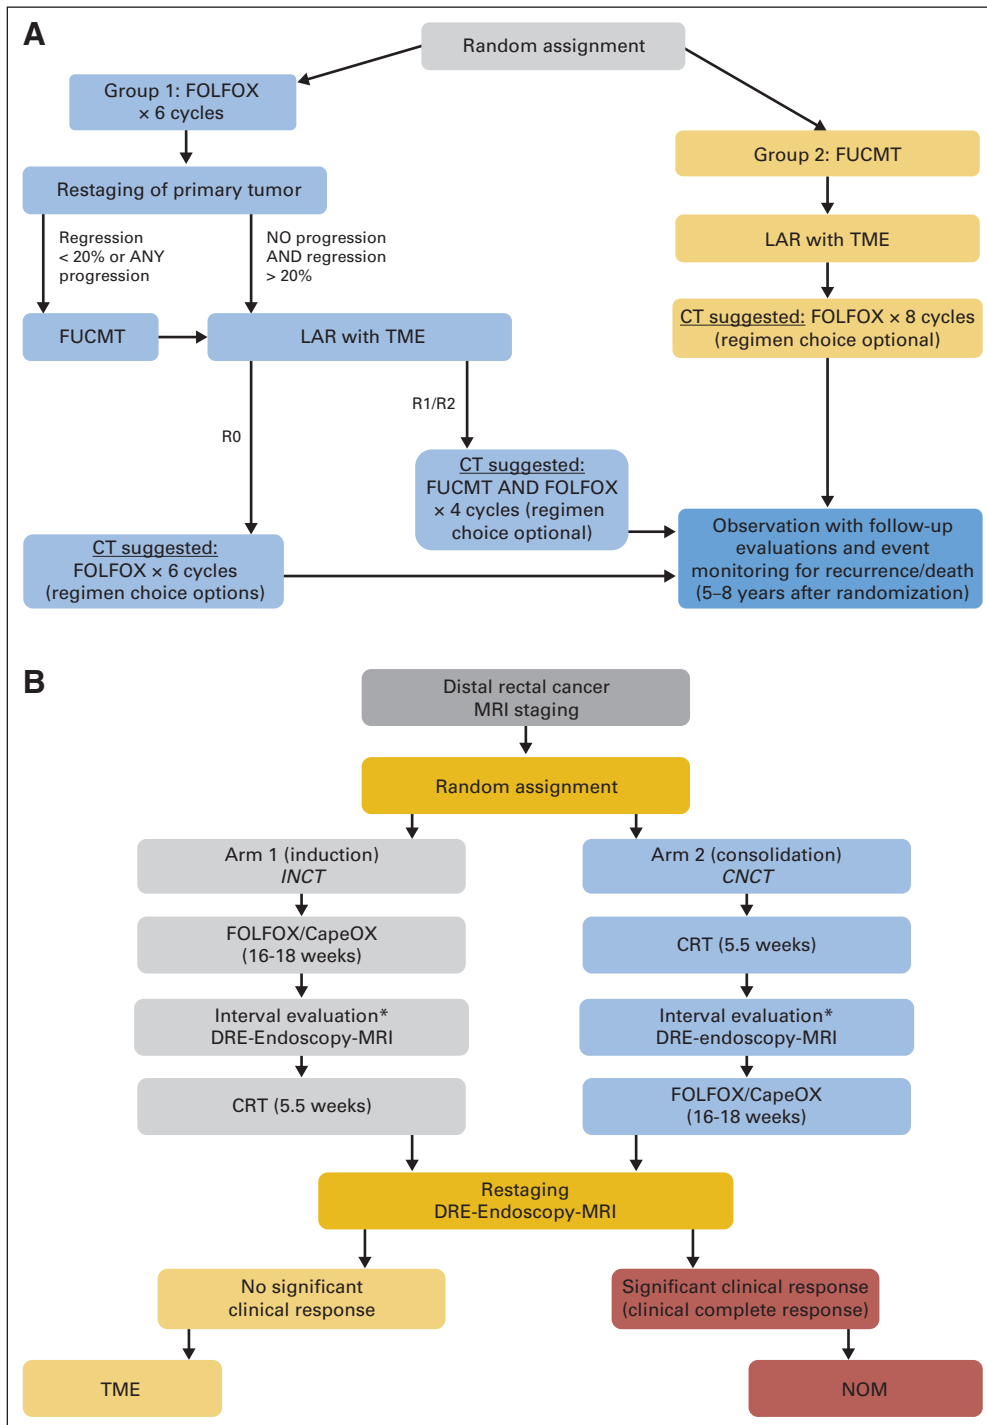 A
Random assignment
Group 1: FOLFOX
× 6 cycles
Group 2: FUCMT
Restaging of primary tumor
Regression
< 20% or ANY
progression
NO progression
AND regression
> 20%
LAR with TME
FUCMT
LAR with TME
CT suggested: FOLFOX × 8 cycles
(regimen choice optional)
R0
R1/R2
CT suggested:
FUCMT AND FOLFOX
× 4 cycles (regimen
choice optional)
CT suggested:
FOLFOX × 6 cycles
(regimen choice options)
Observation with follow-up
evaluations and event
monitoring for recurrence/death
(5–8 years after randomization)
B
Distal rectal cancer
MRI staging
Random assignment
Arm 1 (induction)
INCT
Arm 2 (consolidation)
CNCT
FOLFOX/CapeOX
(16-18 weeks)
CRT (5.5 weeks)
Interval evaluation*
DRE-Endoscopy-MRI
Interval evaluation*
DRE-endoscopy-MRI
CRT (5.5 weeks)
FOLFOX/CapeOX
(16-18 weeks)
Restaging
DRE-Endoscopy-MRI
No significant
clinical response
Significant clinical response
(clinical complete response)
TME
NOM